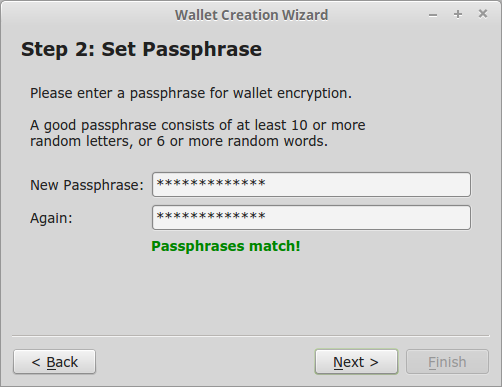 Wallet Creation Wizard
Step 2: Set Passphrase
Please enter a passphrase for wallet encryption.
A good passphrase consists of at least 10 or more
random letters, or 6 or more random words.
New Passphrase: *************
Again: *************
Passphrases match!
< Back Next > Finish